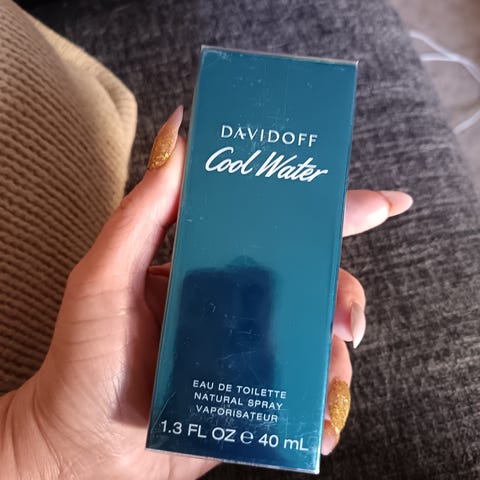 DAVIDOFF
Cool Water
EAU DE TOILETTE
NATURAL SPRAY
VAPORISATEUR
1.3 FL OZ ℮ 40 mL